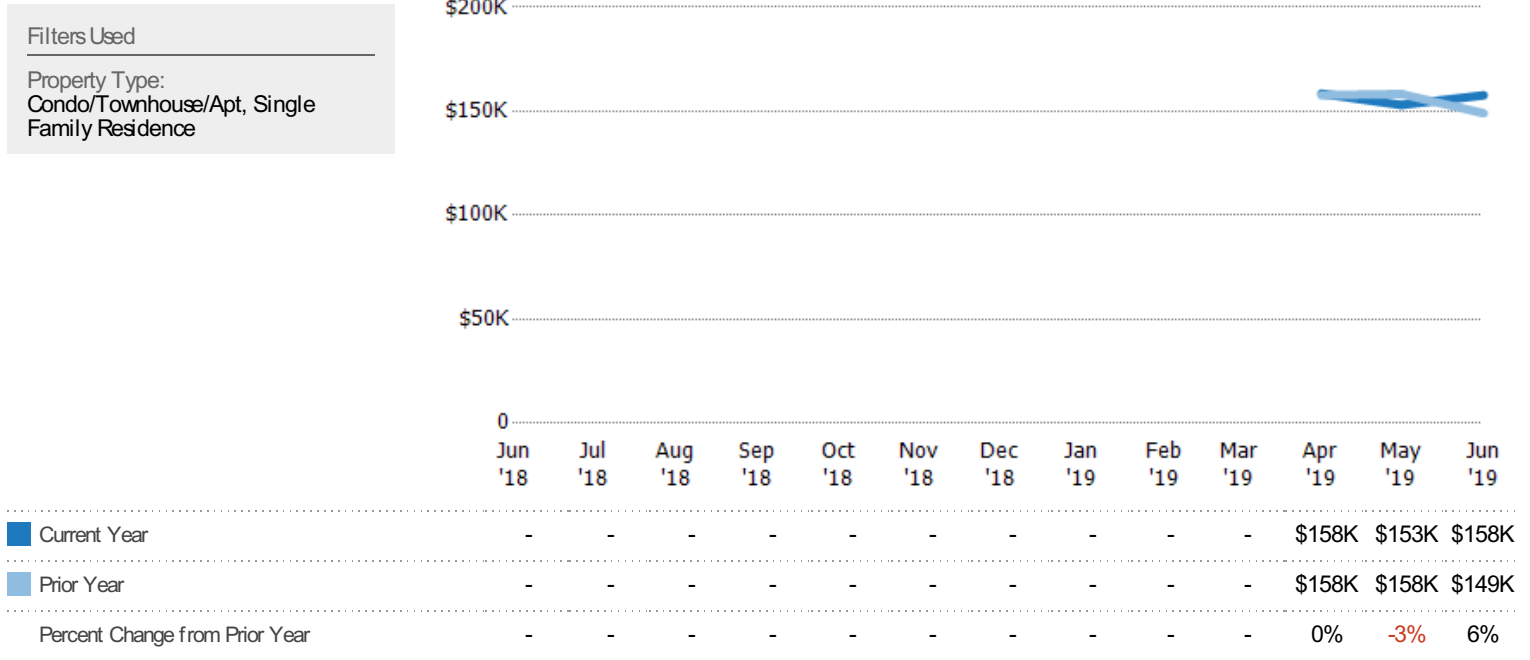 Filters Used
Property Type:
Condo/Townhouse/Apt, Single
Family Residence
$200K
$150K
$100K
$50K
0
Jun Jul Aug Sep Oct Nov Dec Jan Feb Mar Apr May Jun
'18 '18 '18 '18 '18 '18 '18 '19 '19 '19 '19 '19 '19
Current Year - - - - - - - - - - $158K $153K $158K
Prior Year - - - - - - - - - - $158K $158K $149K
Percent Change from Prior Year - - - - - - - - - - 0% -3% 6%